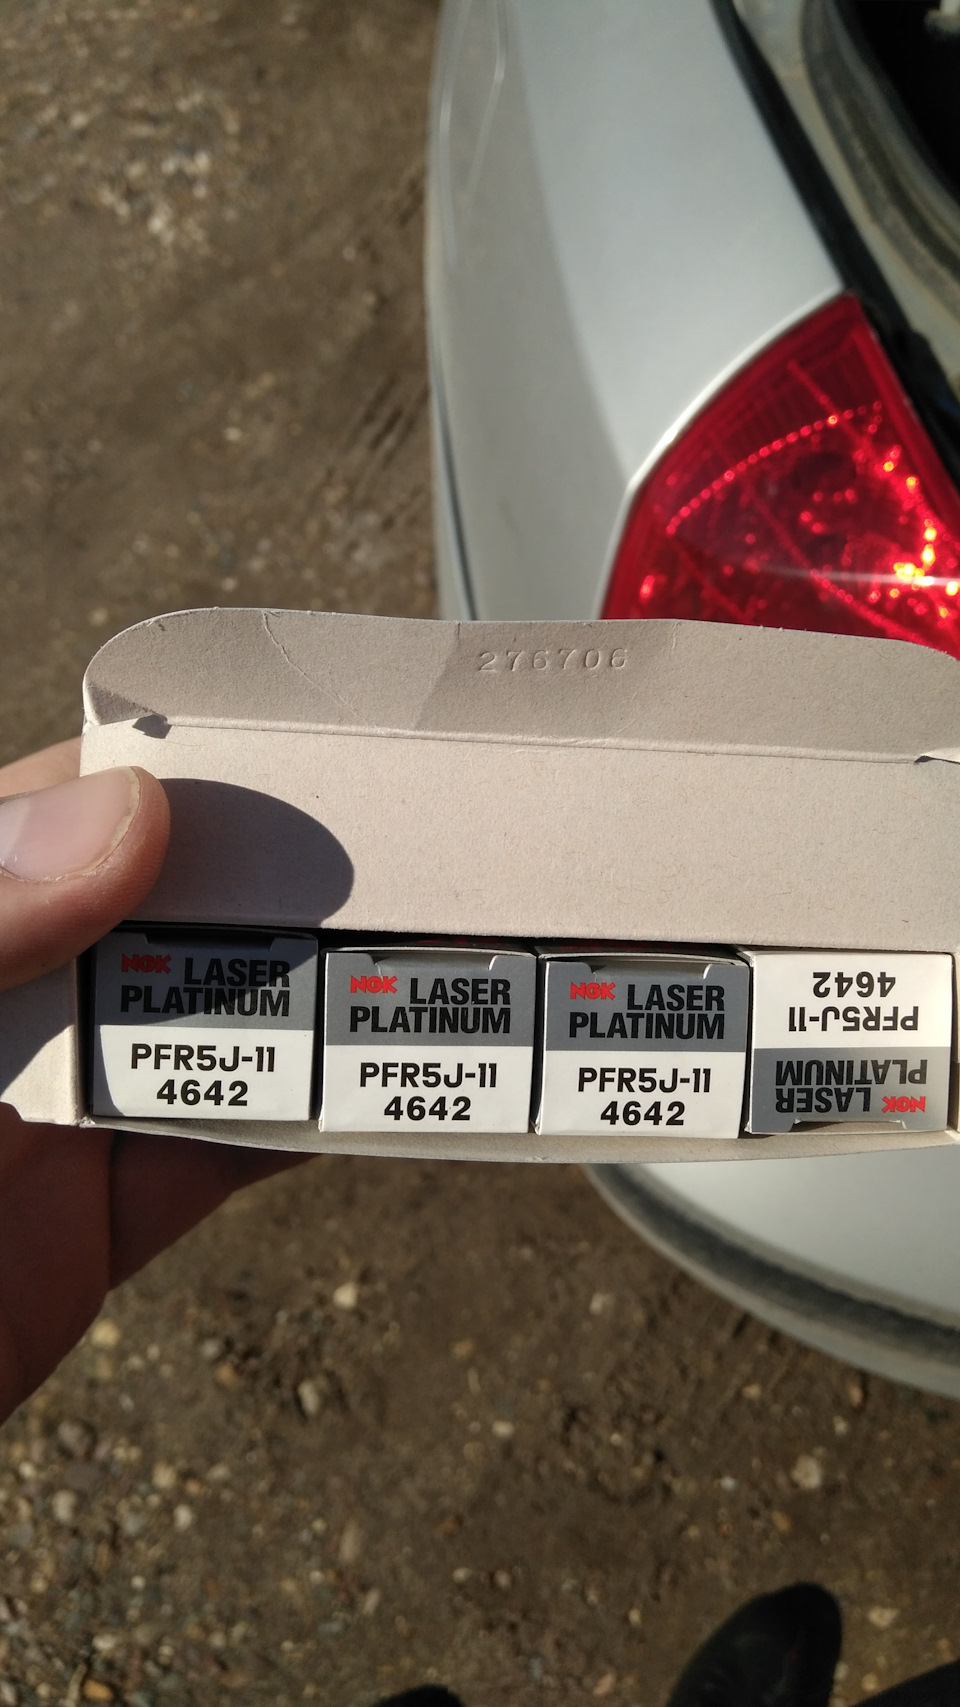 276706
NGK LASER
PLATINUM
PFR5J-11
4642
NGK LASER
PLATINUM
PFR5J-11
4642
NGK LASER
PLATINUM
PFR5J-11
4642
NGK LASER
PLATINUM
PFR5J-11
4642